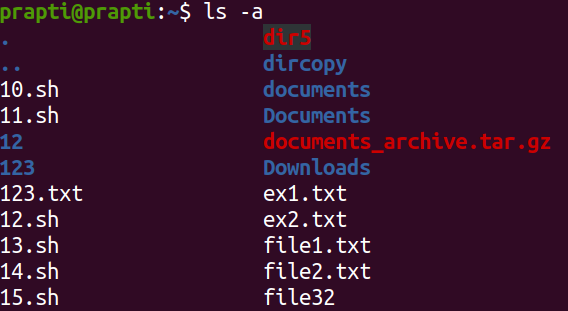 prapti@prapti:~$ ls -a
. dir5
.. dircopy
10.sh documents
11.sh Documents
12 documents_archive.tar.gz
123 Downloads
123.txt ex1.txt
12.sh ex2.txt
13.sh file1.txt
14.sh file2.txt
15.sh file32